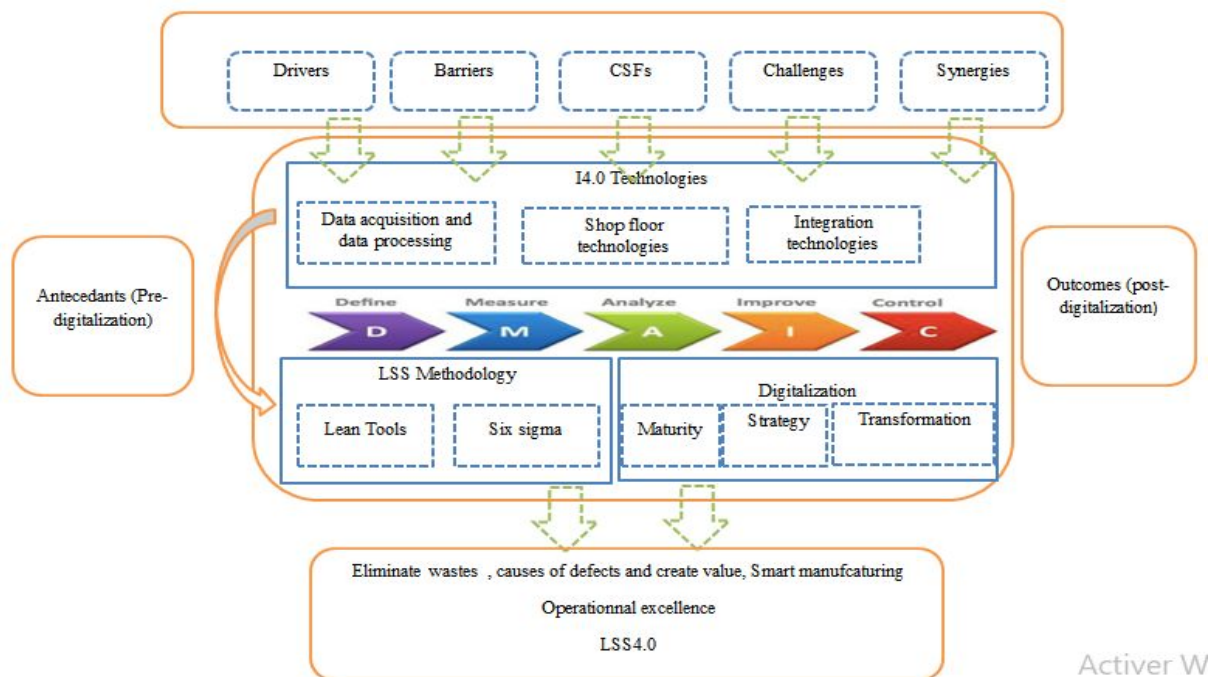 Drivers
Barriers
CSFs
Challenges
Synergies
I4.0 Technologies
Data acquisition and
data processing
Shop floor
technologies
Integration
technologies
Antecedants (Pre-
digitalization)
Outcomes (post-
digitalization)
Define
Measure
Analyze
Improve
Control
D
M
A
I
C
LSS Methodology
Lean Tools
Six sigma
Digitalization
Maturity
Strategy
Transformation
Eliminate wastes , causes of defects and create value, Smart manufcaturing
Operationnal excellence
LSS4.0
Activer W